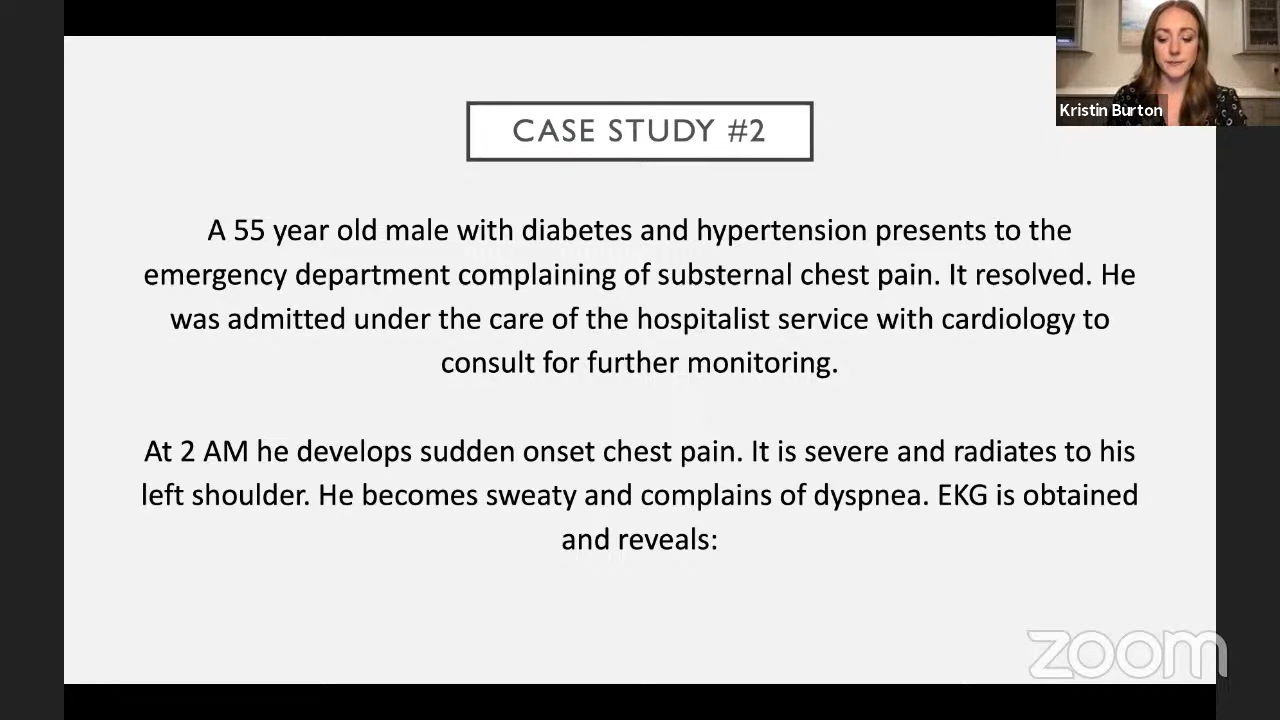 Kristin Burton
CASE STUDY #2
A 55 year old male with diabetes and hypertension presents to the
emergency department complaining of substernal chest pain. It resolved. He
was admitted under the care of the hospitalist service with cardiology to
consult for further monitoring.
At 2 AM he develops sudden onset chest pain. It is severe and radiates to his
left shoulder. He becomes sweaty and complains of dyspnea. EKG is obtained
and reveals:
zoom